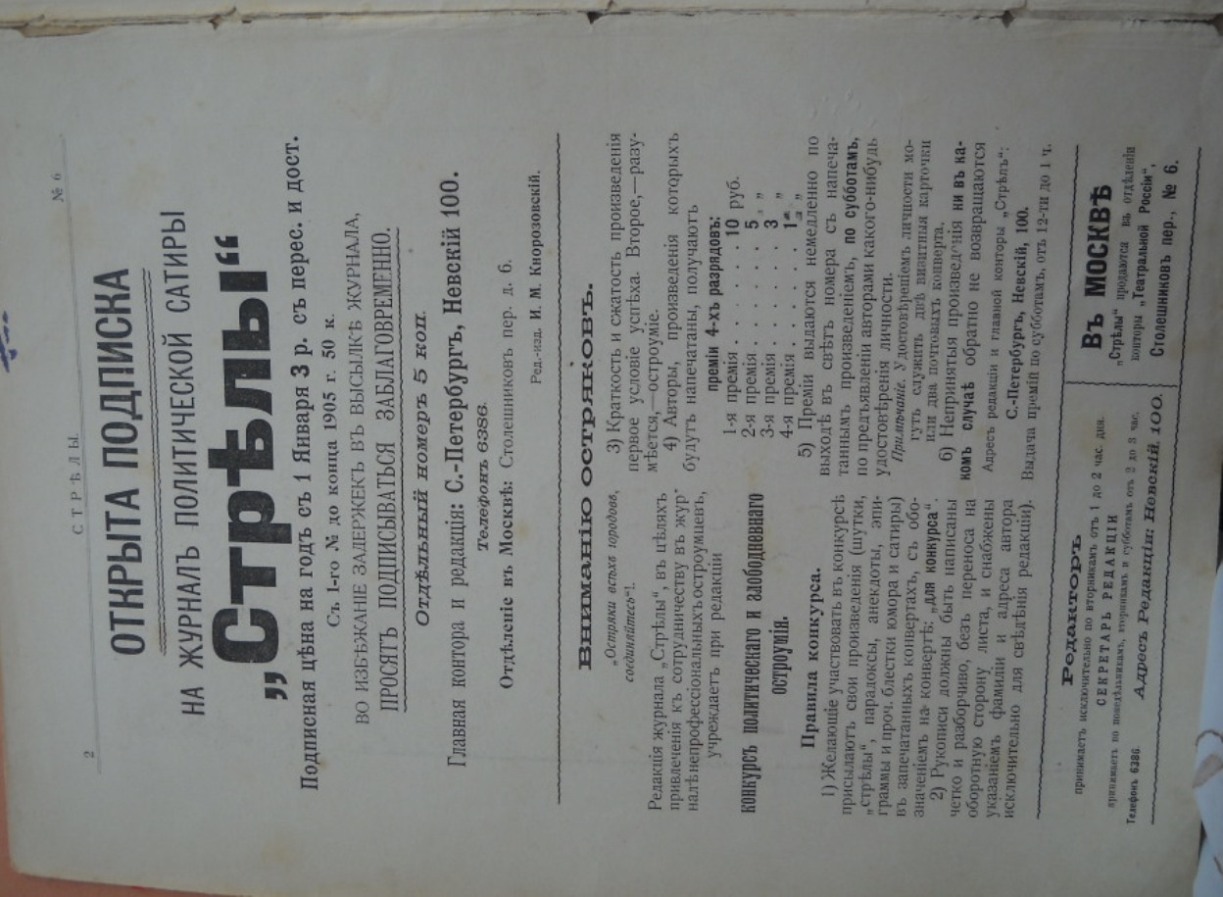 2
СТРѢЛЫ.
№ 6
ОТКРЫТА ПОДПИСКА
НА ЖУРНАЛЪ ПОЛИТИЧЕСКОЙ САТИРЫ
„Стрѣлы“
Подписная цѣна на годъ съ 1 Января 3 р. съ перес. и дост.
Съ 1-го № до конца 1905 г. 50 к.
ВО ИЗБѢЖАНІЕ ЗАДЕРЖЕКЪ ВЪ ВЫСЫЛКѢ ЖУРНАЛА,
ПРОСЯТЪ ПОДПИСЫВАТЬСЯ ЗАБЛАГОВРЕМЕННО.
Отдѣльный номеръ 5 коп.
Главная контора и редакція: С.-Петербургъ, Невскій 100.
Телефонъ 6386.
Отдѣленіе въ Москвѣ: Столешниковъ пер. д. 6.
Ред.-изд. И. М. Кнорозовскій.
Вниманію остряковъ.
„Остряки всѣхъ городовъ,
соединяйтесь“!
Редакція журнала „Стрѣлы“, въ цѣляхъ
привлеченія къ сотрудничеству въ жур-
налѣ непрофессіональныхъ остроумцевъ,
учреждаетъ при редакціи
конкурсъ политическаго и злободневнаго
остроумія.
Правила конкурса.
1) Желающіе участвовать въ конкурсѣ
присылаютъ свои произведенія (шутки,
„стрѣлы“, парадоксы, анекдоты, эпи-
граммы и проч. блестки юмора и сатиры)
въ запечатанныхъ конвертахъ, съ обо-
значеніемъ на конвертѣ: „для конкурса“.
2) Рукописи должны быть написаны
четко и разборчиво, безъ переноса на
оборотную сторону листа, и снабжены
указаніемъ фамиліи и адреса автора
исключительно для свѣдѣнія редакціи).
3) Краткость и сжатость произведенія
первое условіе успѣха. Второе,—разу-
мѣется,—остроуміе.
4) Авторы, произведенія которыхъ
будутъ напечатаны, получаютъ
преміи 4-хъ разрядовъ:
1-я премія . . . . . . 10 руб.
2-я премія . . . . . . 5 „
3-я премія . . . . . . 3 „
4-я премія . . . . . . 1 „
5) Преміи выдаются немедленно по
выходѣ въ свѣтъ номера съ напеча-
таннымъ произведеніемъ, по субботамъ,
по предъявленіи авторами какого-нибудь
удостовѣренія личности.
Примѣчаніе. Удостовѣреніемъ личности мо-
гутъ служить двѣ визитныя карточки
или два почтовыхъ конверта.
6) Непринятыя произведенія ни въ ка-
комъ случаѣ обратно не возвращаются
Адресъ редакціи и главной конторы „Стрѣлъ“:
С.-Петербургъ, Невскій, 100.
Выдача премій по субботамъ, отъ 12-ти до 1 ч.
Редакторъ
принимаетъ исключительно по вторникамъ отъ 1 до 2 час. дня.
СЕКРЕТАРЬ РЕДАКЦІИ
принимаетъ по понедѣльникамъ, вторникамъ и субботамъ отъ 2 до 3 час.
Телефонъ 6386. Адресъ Редакціи: Невскій, 100.
Въ МОСКВѢ
„Стрѣлы“ продаются въ отдѣленіи
конторы „Театральной Россіи“,
Столешниковъ пер., № 6.